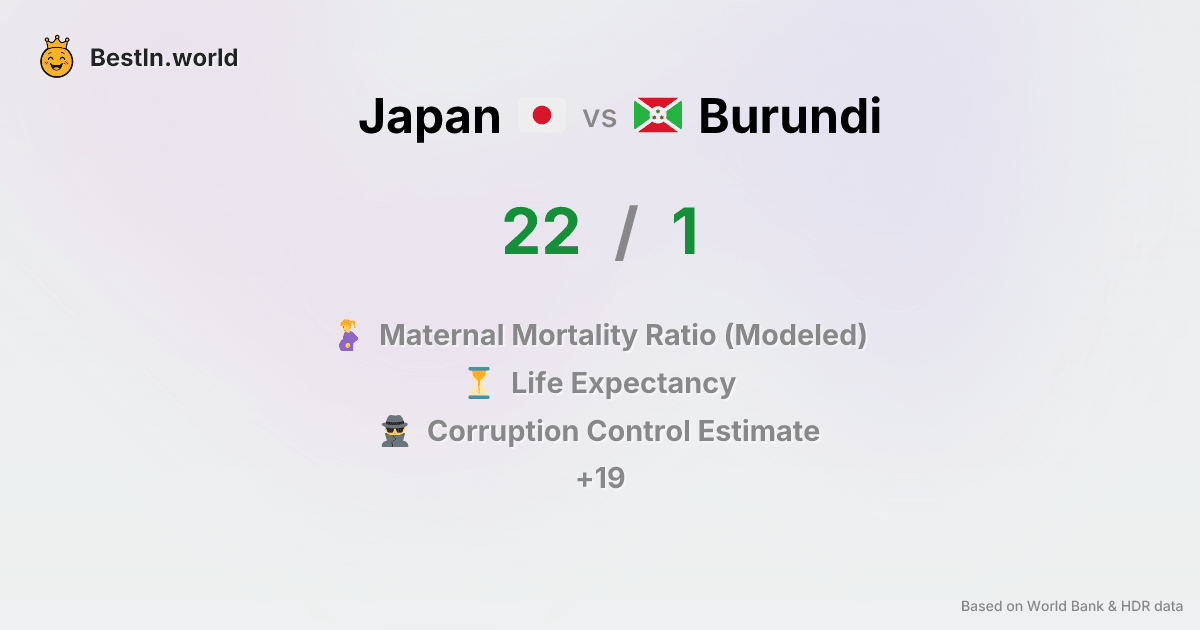 BestIn.world
Japan vs Burundi
22 / 1
Maternal Mortality Ratio (Modeled)
Life Expectancy
Corruption Control Estimate
+19
Based on World Bank & HDR data